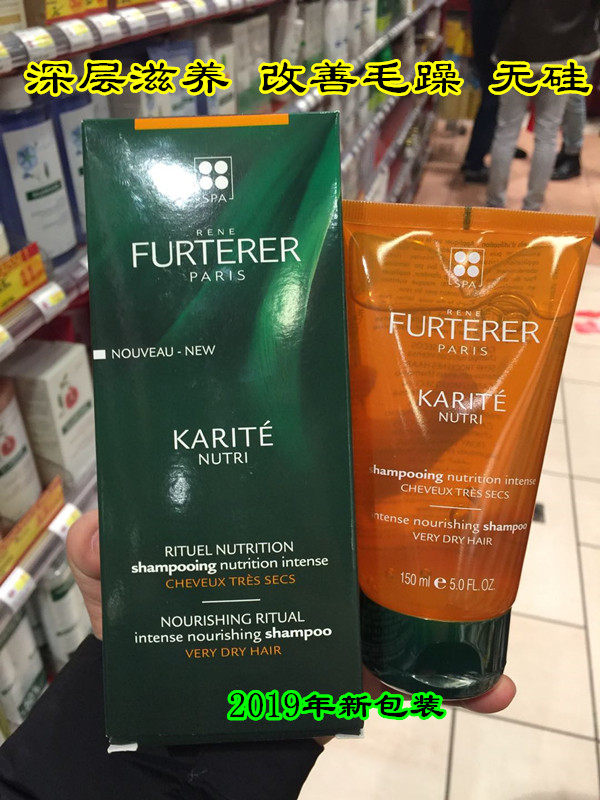 深层滋养 改善毛躁 无硅
SPA
RENE
FURTERER
PARIS
NOUVEAU - NEW
KARITÉ
NUTRI
RITUEL NUTRITION
shampooing nutrition intense
CHEVEUX TRÈS SECS
NOURISHING RITUAL
intense nourishing shampoo
VERY DRY HAIR
SPA
RENE
FURTERER
PARIS
KARITÉ
NUTRI
shampooing nutrition intense
CHEVEUX TRÈS SECS
intense nourishing shampoo
VERY DRY HAIR
150 ml e 5.0 FL. OZ.
2019年新包装
KLORANE